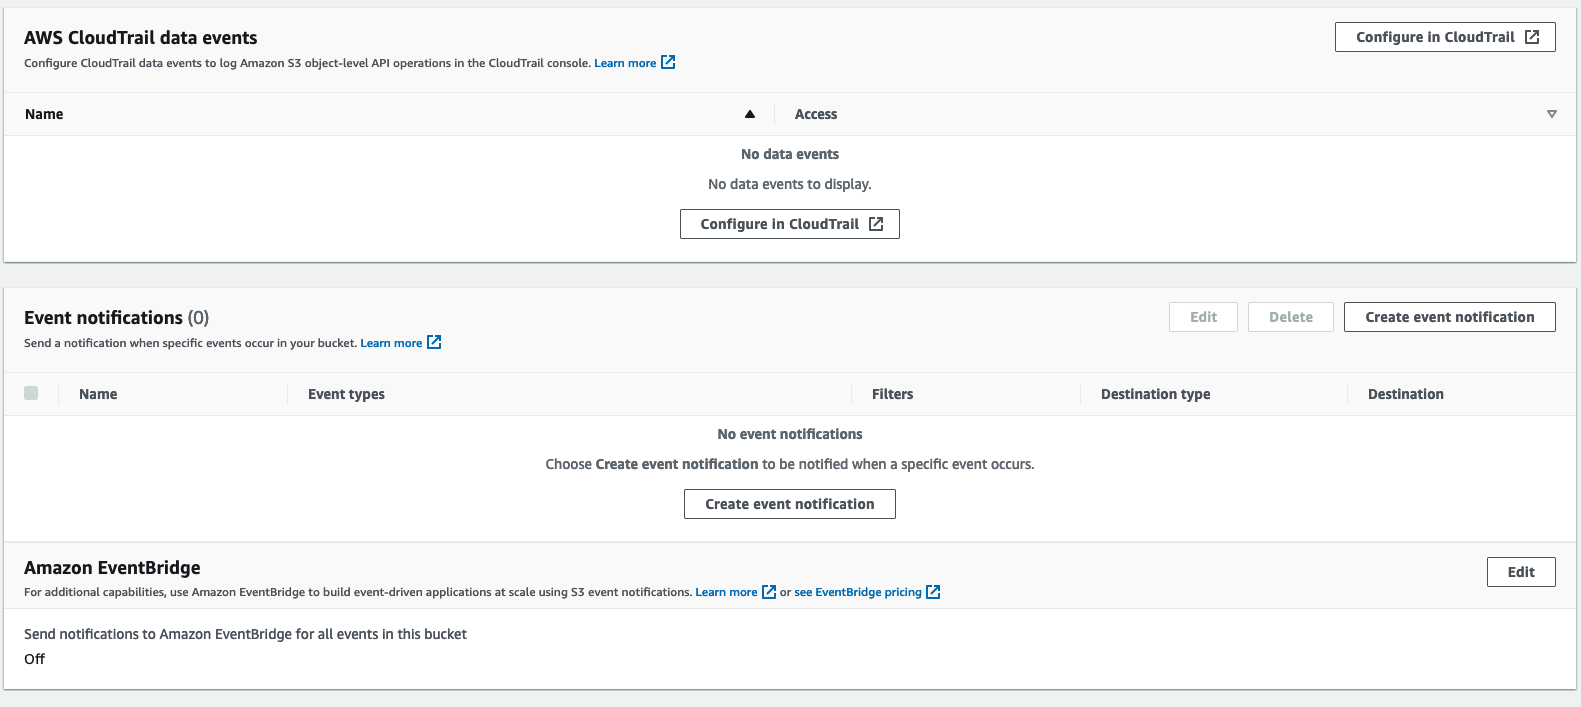 AWS CloudTrail data events
Configure in CloudTrail
Configure CloudTrail data events to log Amazon S3 object-level API operations in the CloudTrail console. Learn more
Name
Access
No data events
No data events to display.
Configure in CloudTrail
Event notifications (0)
Edit
Delete
Create event notification
Send a notification when specific events occur in your bucket. Learn more
Name
Event types
Filters
Destination type
Destination
No event notifications
Choose Create event notification to be notified when a specific event occurs.
Create event notification
Amazon EventBridge
Edit
For additional capabilities, use Amazon EventBridge to build event-driven applications at scale using S3 event notifications. Learn more or see EventBridge pricing
Send notifications to Amazon EventBridge for all events in this bucket
Off